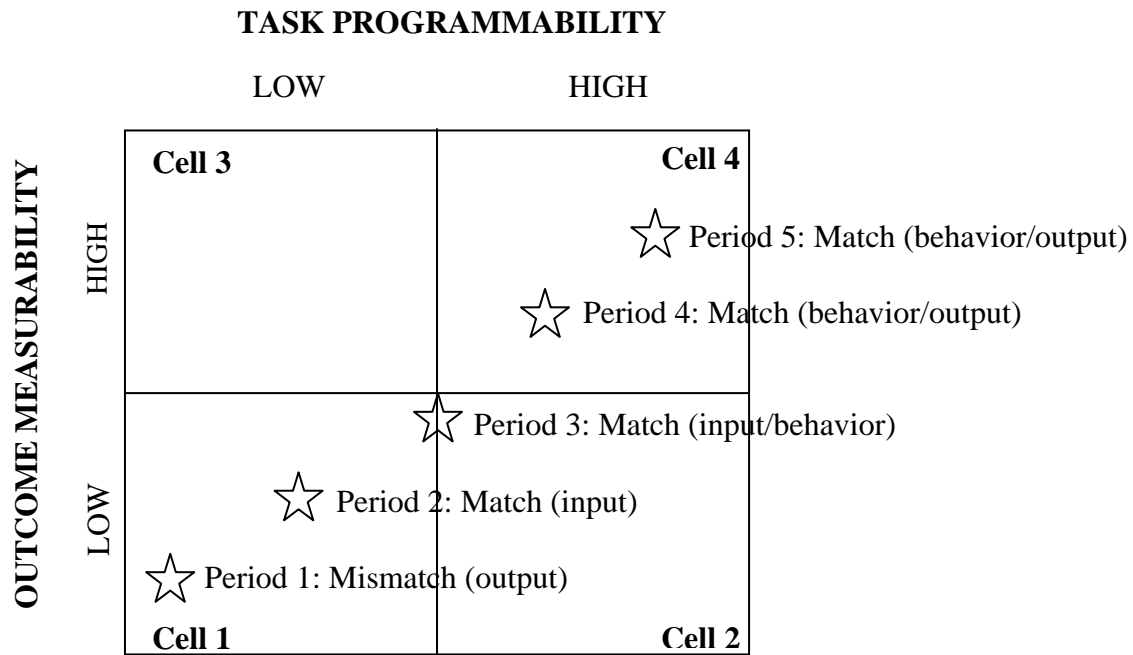 TASK PROGRAMMABILITY
LOW HIGH
OUTCOME MEASURABILITY
HIGH
LOW
Cell 3 Cell 4
Period 5: Match (behavior/output)
Period 4: Match (behavior/output)
Period 3: Match (input/behavior)
Period 2: Match (input)
Period 1: Mismatch (output)
Cell 1 Cell 2